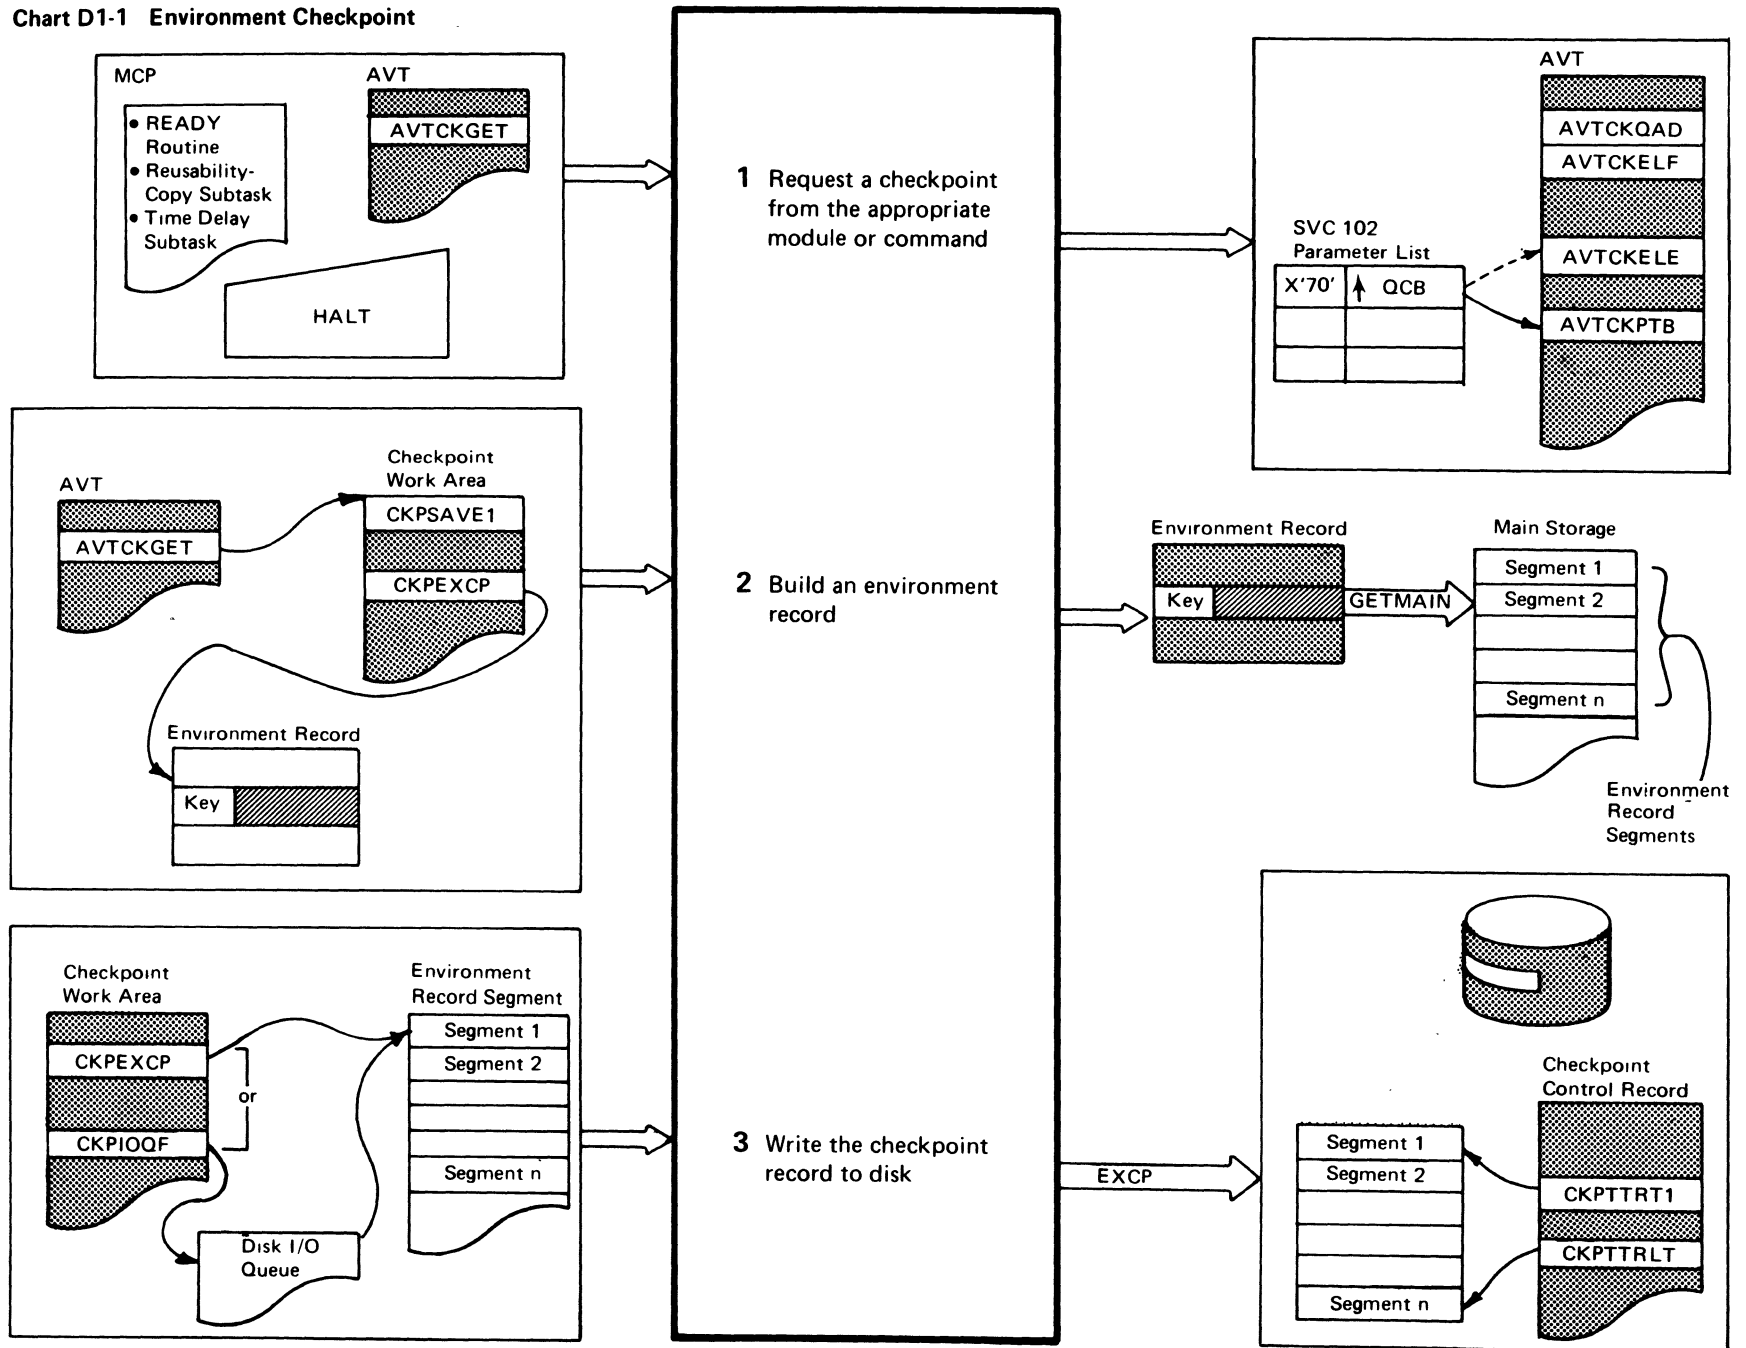 Chart D1-1 Environment Checkpoint
MCP
AVT
• READY
Routine
• Reusability-
Copy Subtask
• Time Delay
Subtask
AVTCKGET
HALT
1 Request a checkpoint
from the appropriate
module or command
AVT
AVTCKQAD
AVTCKELF
SVC 102
Parameter List
X'70' QCB
AVTCKELE
AVTCKPTB
AVT
AVTCKGET
Checkpoint
Work Area
CKPSAVE1
CKPEXCP
Environment Record
Key
2 Build an environment
record
Environment Record
Key
GETMAIN
Main Storage
Segment 1
Segment 2
Segment n
Environment
Record
Segments
Checkpoint
Work Area
CKPEXCP
or
CKPIOQF
Disk I/O
Queue
Environment
Record Segment
Segment 1
Segment 2
Segment n
3 Write the checkpoint
record to disk
EXCP
Checkpoint
Control Record
Segment 1
Segment 2
Segment n
CKPTTRT1
CKPTTRLT